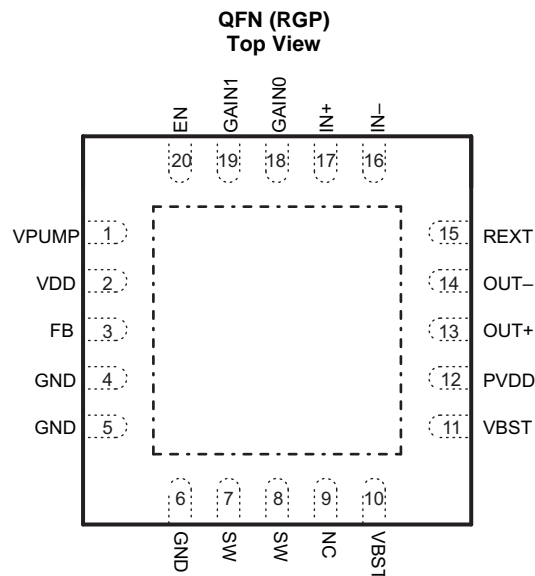 QFN (RGP)
Top View
EN
GAIN1
GAIN0
IN+
IN–
20
19
18
17
16
VPUMP
1
15
REXT
VDD
2
14
OUT–
FB
3
13
OUT+
GND
4
12
PVDD
GND
5
11
VBST
6
7
8
9
10
GND
SW
SW
NC
VBST